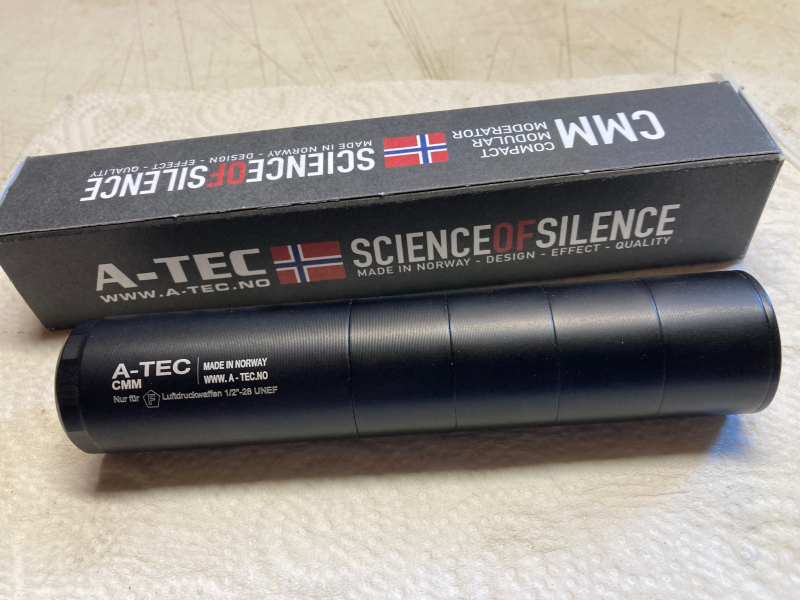 CMM
COMPACT
MODULAR
MODERATOR
SCIENCEOFSILENCE
MADE IN NORWAY - DESIGN - EFFECT - QUALITY
A-TEC
WWW.A-TEC.NO
SCIENCEOFSILENCE
MADE IN NORWAY - DESIGN - EFFECT - QUALITY
A-TEC
CMM
MADE IN NORWAY
WWW. A - TEC.NO
Nur für F Luftdruckwaffen 1/2"-28 UNEF